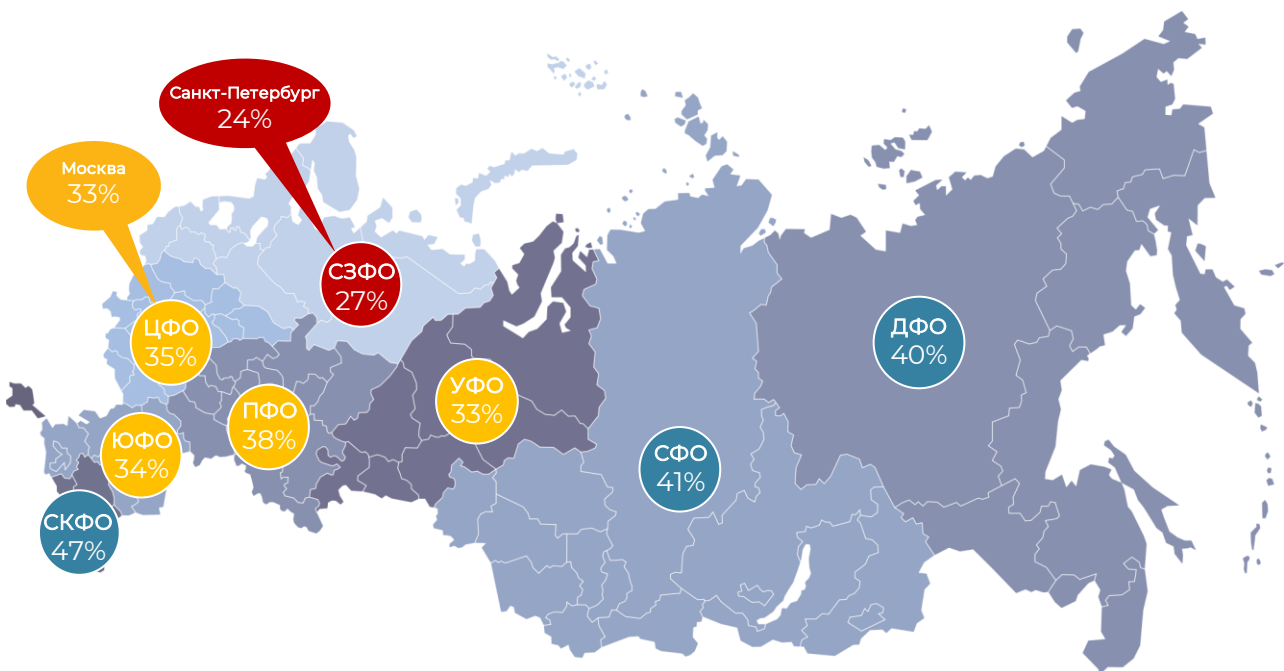 Санкт-Петербург
24%
Москва
33%
СЗФО
27%
ЦФО
35%
ДФО
40%
УФО
33%
ПФО
38%
ЮФО
34%
СФО
41%
СКФО
47%